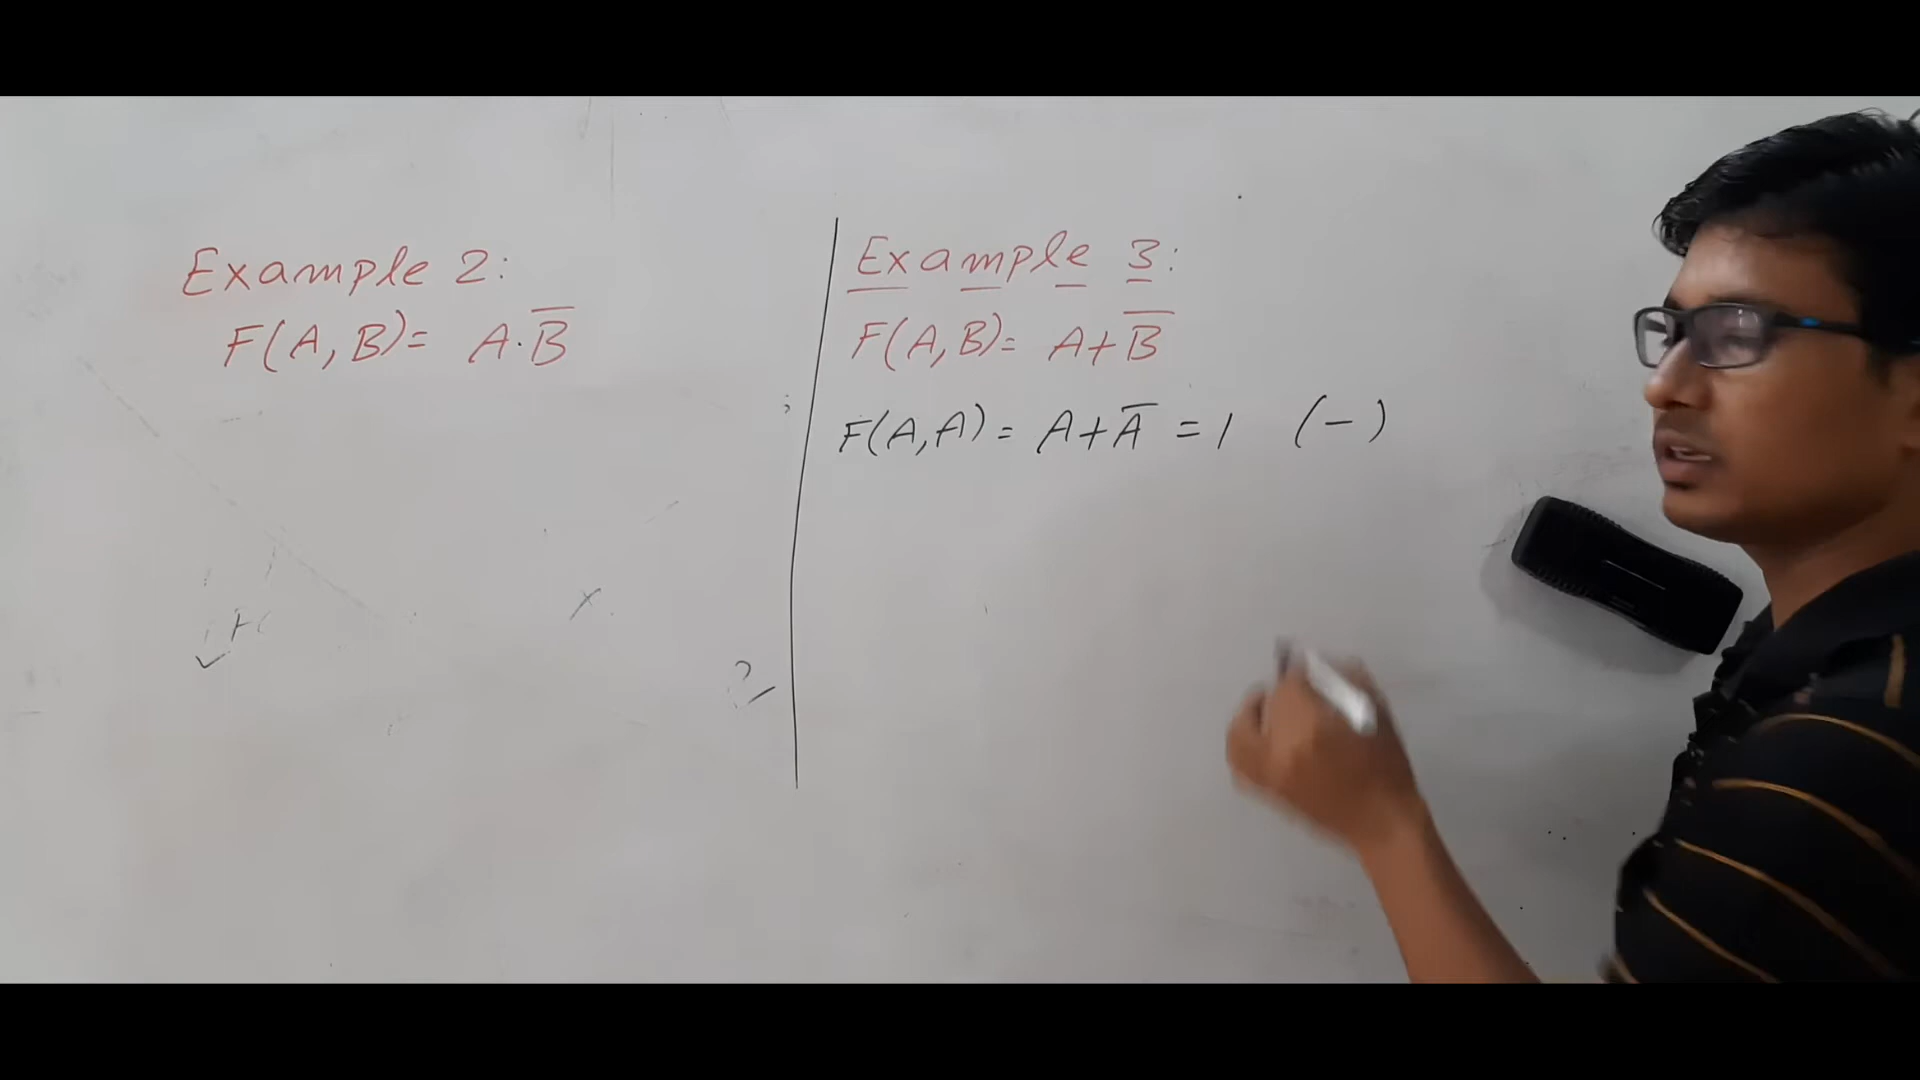 Example 2:
F(A, B)= A·B̅
Example 3:
F(A,B)= A+B̅
F(A,A) = A+A̅ = 1 (-)